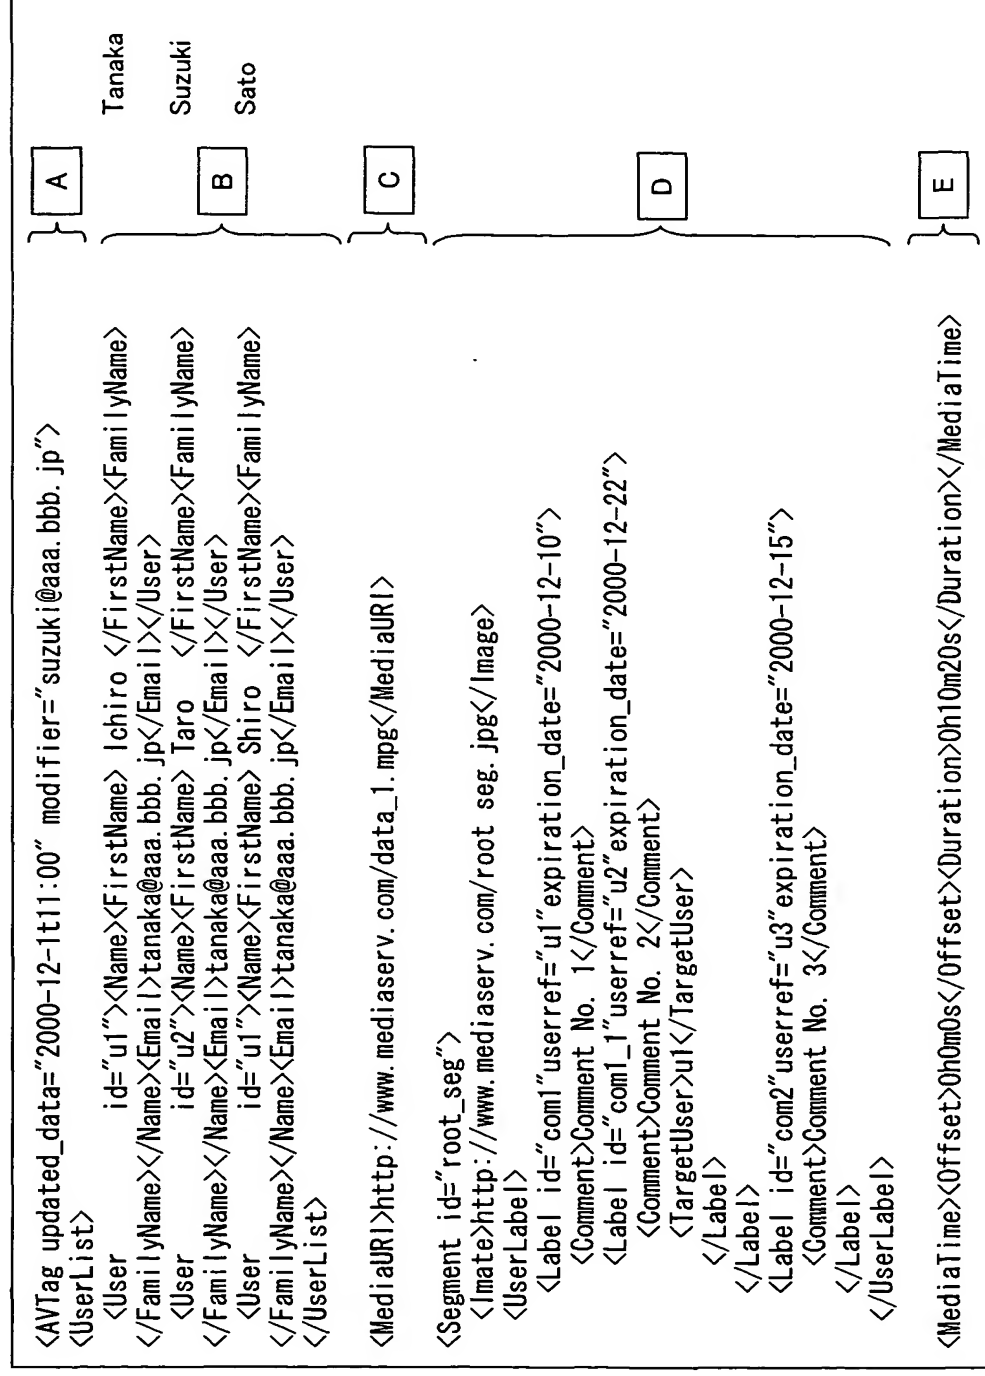 <AVTag updated_data="2000-12-1t11:00" modifier="suzuki@aaa.bbb.jp"> A
<UserList>
<User id="u1"><Name><FirstName> Ichiro </FirstName><FamilyName> Tanaka
</FamilyName></Name><Email>tanaka@aaa.bbb.jp</Email></User>
<User id="u2"><Name><FirstName> Taro </FirstName><FamilyName> Suzuki
</FamilyName></Name><Email>tanaka@aaa.bbb.jp</Email></User> B
<User id="u1"><Name><FirstName> Shiro </FirstName><FamilyName> Sato
</FamilyName></Name><Email>tanaka@aaa.bbb.jp</Email></User>
</UserList>
<MediaURI>http://www.mediaserv.com/data_1.mpg</MediaURI> C
<Segment id="root_seg">
<Imate>http://www.mediaserv.com/root seg.jpg</Image>
<UserLabel>
<Label id="com1"userref="u1"expiration_date="2000-12-10">
<Comment>Comment No. 1</Comment>
<Label id="com1_1"userref="u2"expiration_date="2000-12-22">
<Comment>Comment No. 2</Comment> D
<TargetUser>u1</TargetUser>
</Label>
</Label>
<Label id="com2"userref="u3"expiration_date="2000-12-15">
<Comment>Comment No. 3</Comment>
</Label>
</UserLabel>
<MediaTime><Offset>0h0m0s</Offset><Duration>0h10m20s</Duration></MediaTime> E